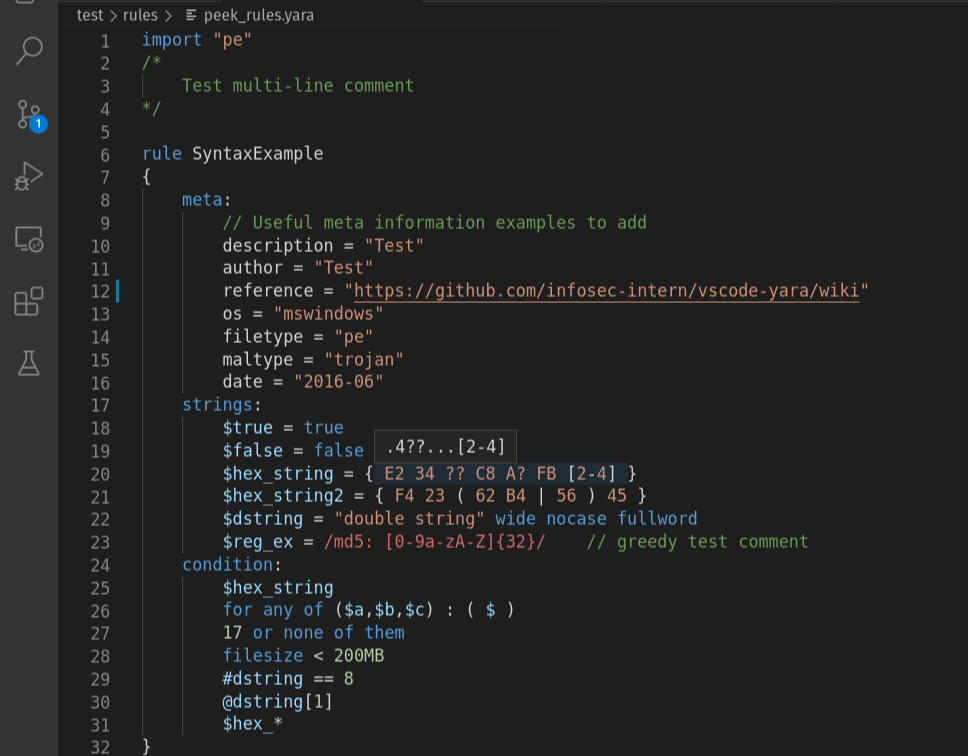 test > rules > peek_rules.yara
1 import "pe"
2 /*
3 Test multi-line comment
4 */
5
6 rule SyntaxExample
7 {
8 meta:
9 // Useful meta information examples to add
10 description = "Test"
11 author = "Test"
12 reference = "https://github.com/infosec-intern/vscode-yara/wiki"
13 os = "mswindows"
14 filetype = "pe"
15 maltype = "trojan"
16 date = "2016-06"
17 strings:
18 $true = true
.4??...[2-4]
19 $false = false
20 $hex_string = { E2 34 ?? C8 A? FB [2-4] }
21 $hex_string2 = { F4 23 ( 62 B4 | 56 ) 45 }
22 $dstring = "double string" wide nocase fullword
23 $reg_ex = /md5: [0-9a-zA-Z]{32}/ // greedy test comment
24 condition:
25 $hex_string
26 for any of ($a,$b,$c) : ( $ )
27 17 or none of them
28 filesize < 200MB
29 #dstring == 8
30 @dstring[1]
31 $hex_*
32 }
1